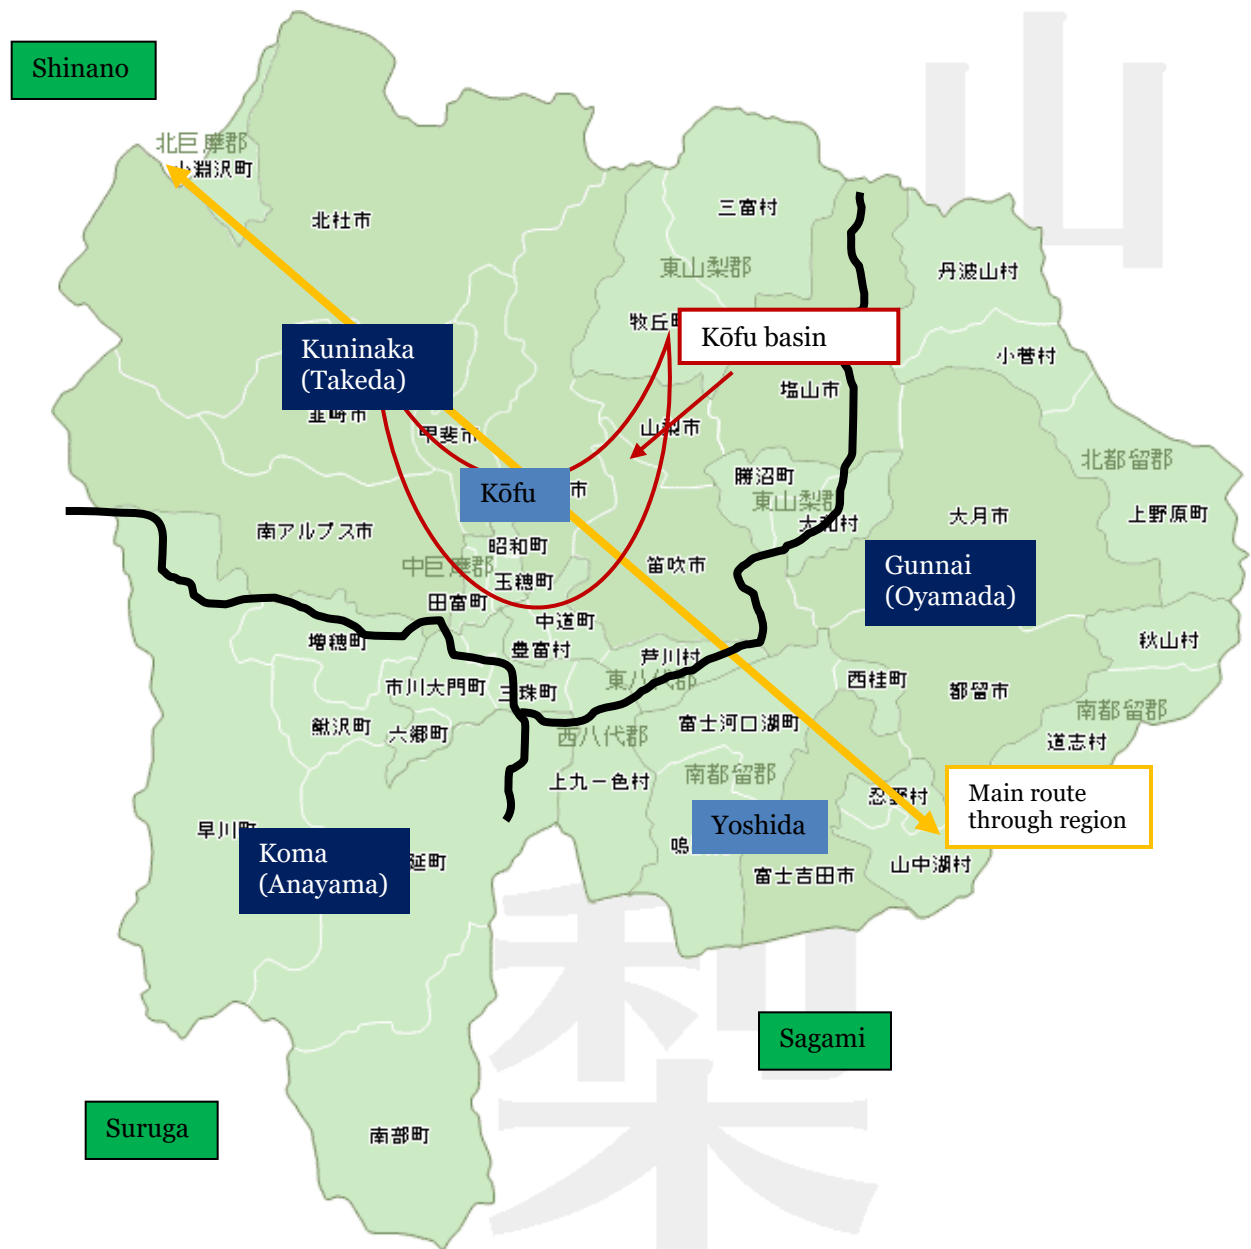 山
Shinano
北巨摩郡
小淵沢町
北杜市
三富村
東山梨郡
丹波山村
牧丘町
Kōfu basin
小菅村
Kuninaka
(Takeda)
塩山市
韮崎市
甲斐市
山梨市
北都留郡
勝沼町
東山梨郡
Kōfu
市
大和村
大月市
上野原町
南アルプス市
昭和町
中巨摩郡
玉穂町
笛吹市
Gunnai
(Oyamada)
田富町
中道町
増穂町
豊富村
芦川村
秋山村
東八代郡
市川大門町
三珠町
西桂町
都留市
南都留郡
鰍沢町
六郷町
西八代郡
富士河口湖町
道志村
上九一色村
南都留郡
忍野村
Main route
through region
早川町
Yoshida
鳴
Koma
(Anayama)
延町
富士吉田市
山中湖村
梨
Sagami
Suruga
南部町